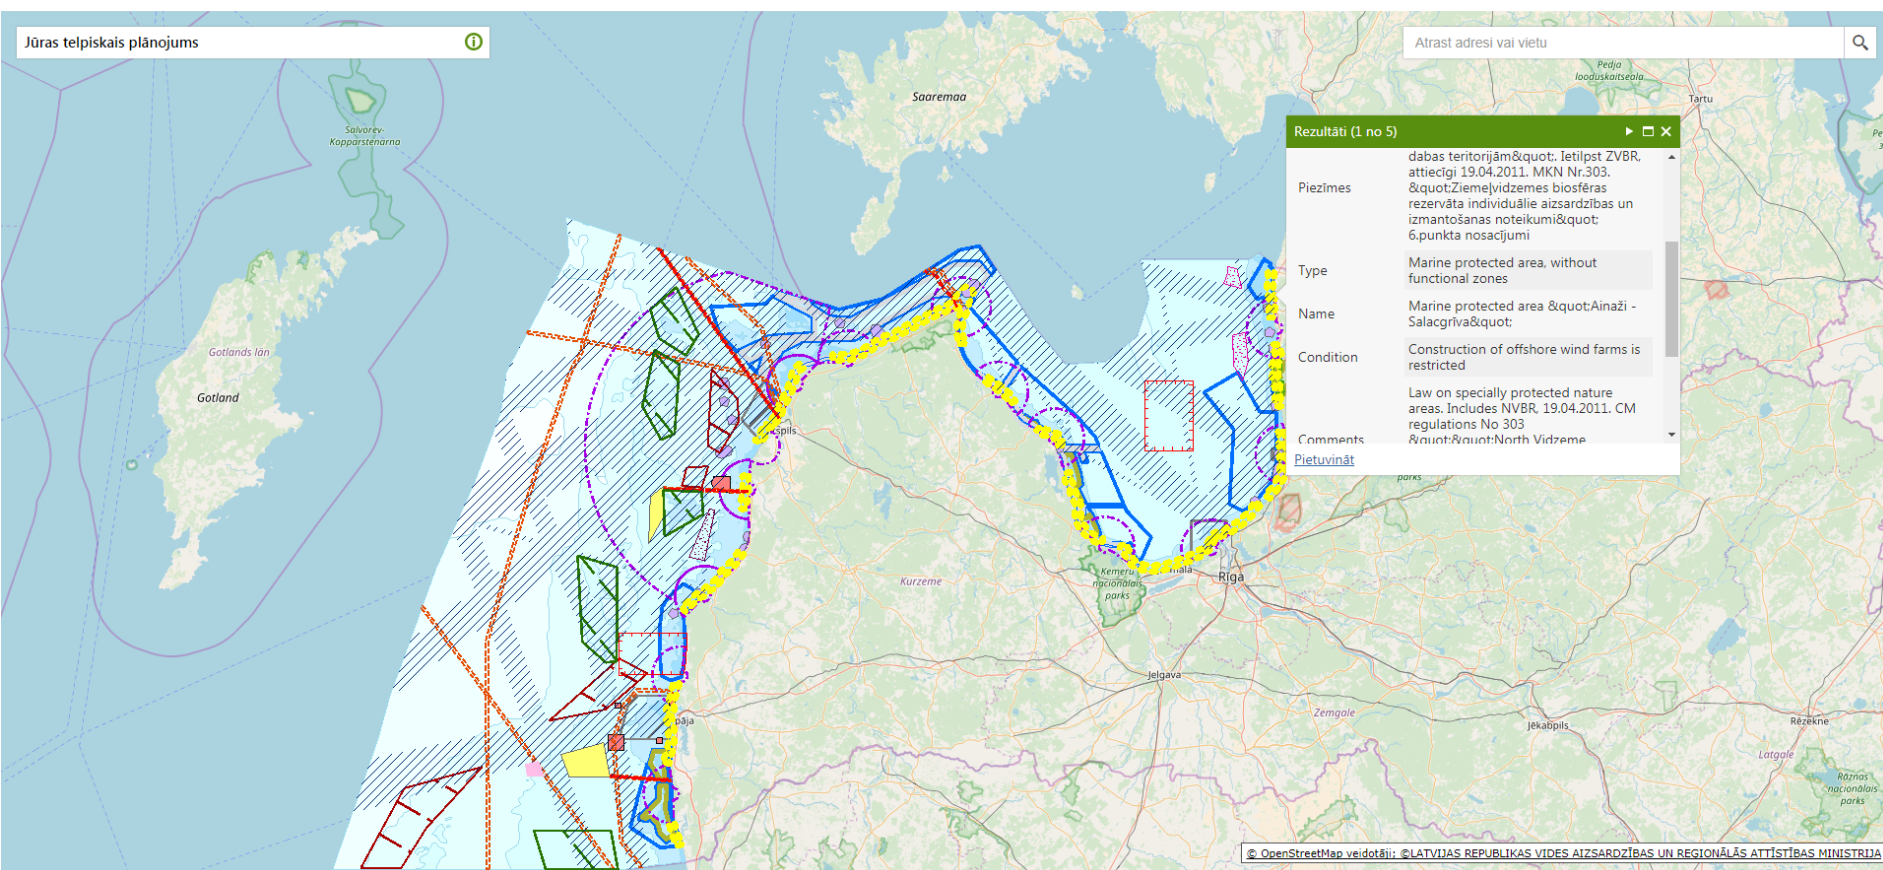 Jūras telpiskais plānojums
Atrast adresi vai vietu
Pedja
looduskaitseala
Tartu
Saaremaa
Salvorev-
Kopparstenarna
Rezultāti (1 no 5)
dabas teritorijām&quot;. Ietilpst ZVBR,
attiecīgi 19.04.2011. MKN Nr.303.
Piezīmes
&quot;Ziemeļvidzemes biosfēras
rezervāta individuālie aizsardzības un
izmantošanas noteikumi&quot;
6.punkta nosacījumi
Type
Marine protected area, without
functional zones
Name
Marine protected area &quot;Ainaži -
Salacgrīva&quot;
Condition
Construction of offshore wind farms is
restricted
Law on specially protected nature
areas. Includes NVBR, 19.04.2011. CM
regulations No 303
Comments
&quot;&quot;North Vidzeme
Pietuvināt
Gotlands län
Gotland
spils
parks
Kurzeme
Ķemeru
nacionālais
parks
mala
Rīga
Jelgava
pāja
Zemgale
Jēkabpils
Rēzekne
Latgale
Rāznas
nacionālais
parks
© OpenStreetMap veidotāji; ©LATVIJAS REPUBLIKAS VIDES AIZSARDZĪBAS UN REGIONĀLĀS ATTĪSTĪBAS MINISTRIJA